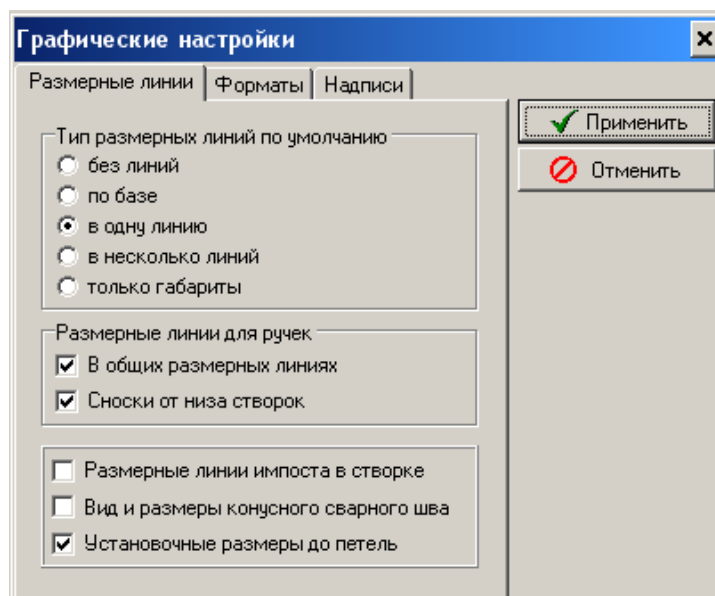 Графические настройки
Размерные линии Форматы Надписи
Применить
Отменить
Тип размерных линий по умолчанию
без линий
по базе
в одну линию
в несколько линий
только габариты
Размерные линии для ручек
В общих размерных линиях
Сноски от низа створок
Размерные линии импоста в створке
Вид и размеры конусного сварного шва
Установочные размеры до петель